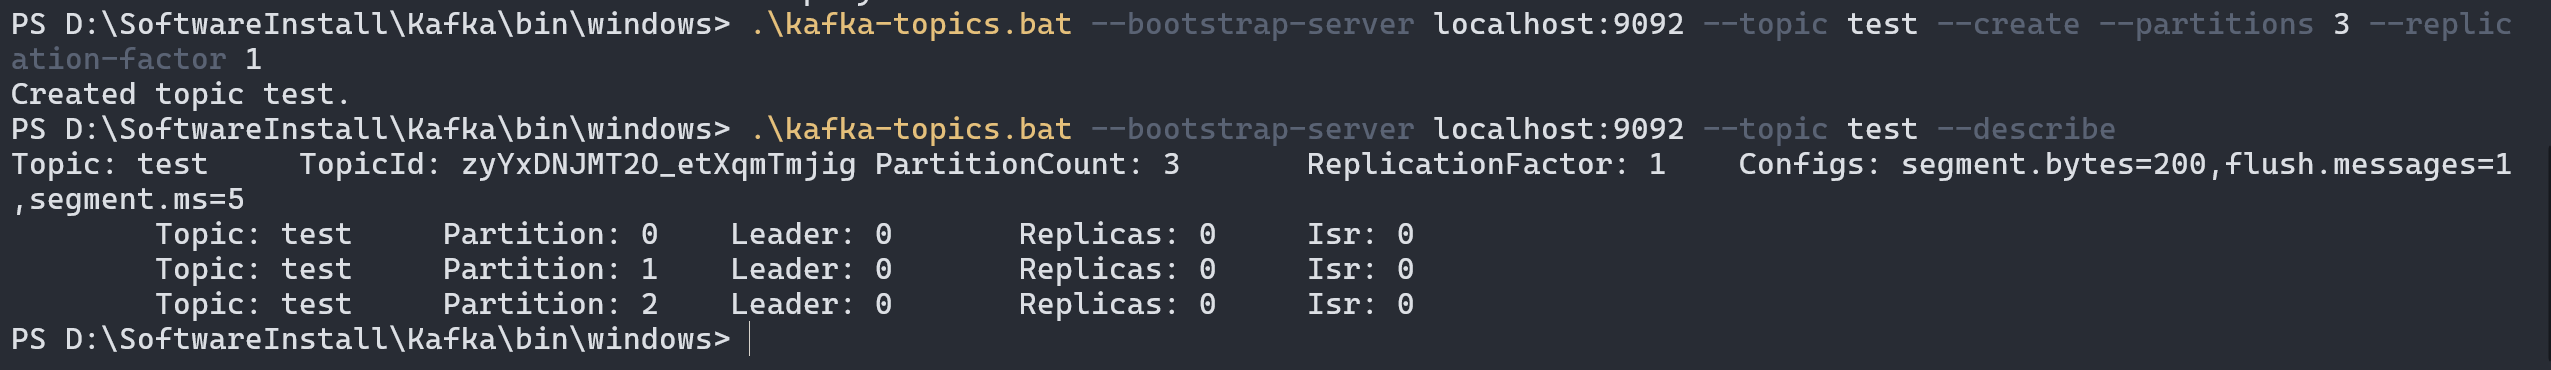 PS D:\SoftwareInstall\Kafka\bin\windows> .\kafka-topics.bat --bootstrap-server localhost:9092 --topic test --create --partitions 3 --replic
ation-factor 1
Created topic test.
PS D:\SoftwareInstall\Kafka\bin\windows> .\kafka-topics.bat --bootstrap-server localhost:9092 --topic test --describe
Topic: test     TopicId: zyYxDNJMT2O_etXqmTmjig PartitionCount: 3       ReplicationFactor: 1    Configs: segment.bytes=200,flush.messages=1
,segment.ms=5
        Topic: test     Partition: 0    Leader: 0       Replicas: 0     Isr: 0
        Topic: test     Partition: 1    Leader: 0       Replicas: 0     Isr: 0
        Topic: test     Partition: 2    Leader: 0       Replicas: 0     Isr: 0
PS D:\SoftwareInstall\Kafka\bin\windows>